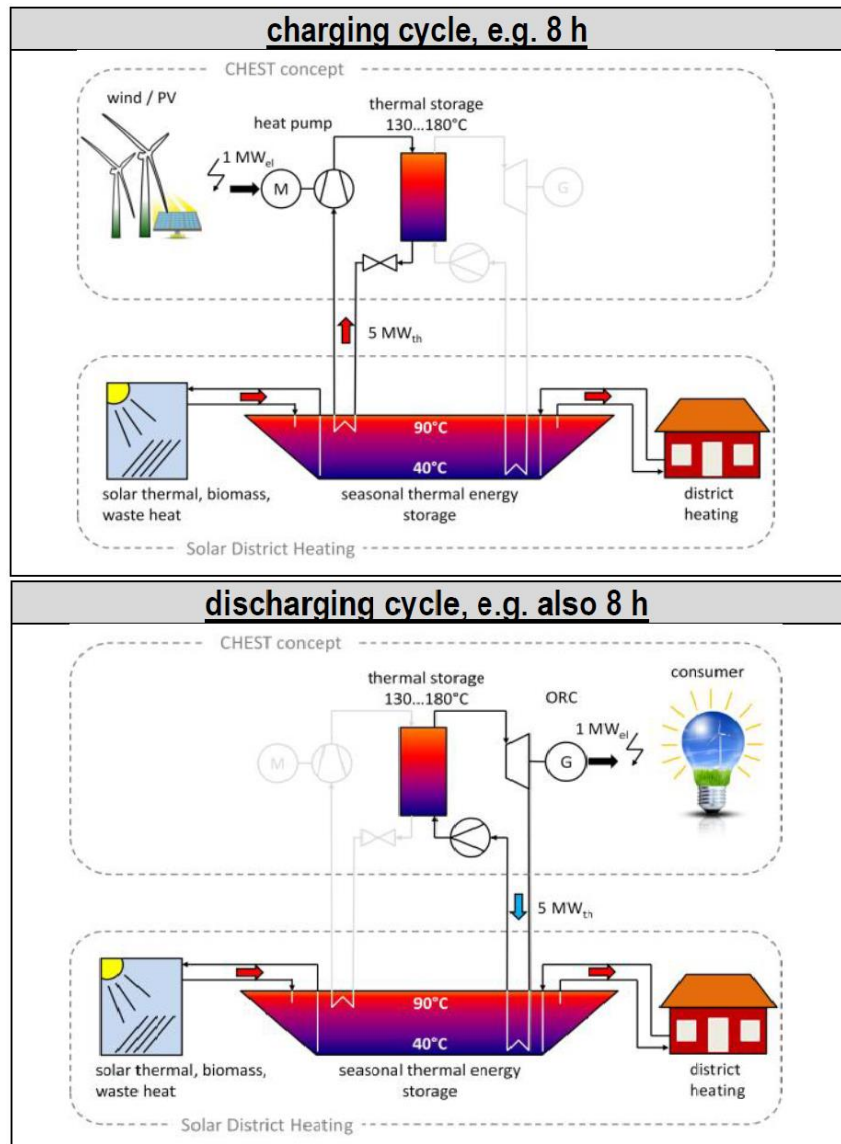 charging cycle, e.g. 8 h
CHEST concept
wind / PV
thermal storage
130...180°C
heat pump
1 MWel
M
G
5 MWth
90°C
40°C
solar thermal, biomass,
waste heat
seasonal thermal energy
storage
district
heating
Solar District Heating
discharging cycle, e.g. also 8 h
CHEST concept
consumer
thermal storage
130...180°C
ORC
1 MWel
M
G
5 MWth
90°C
40°C
solar thermal, biomass,
waste heat
seasonal thermal energy
storage
district
heating
Solar District Heating